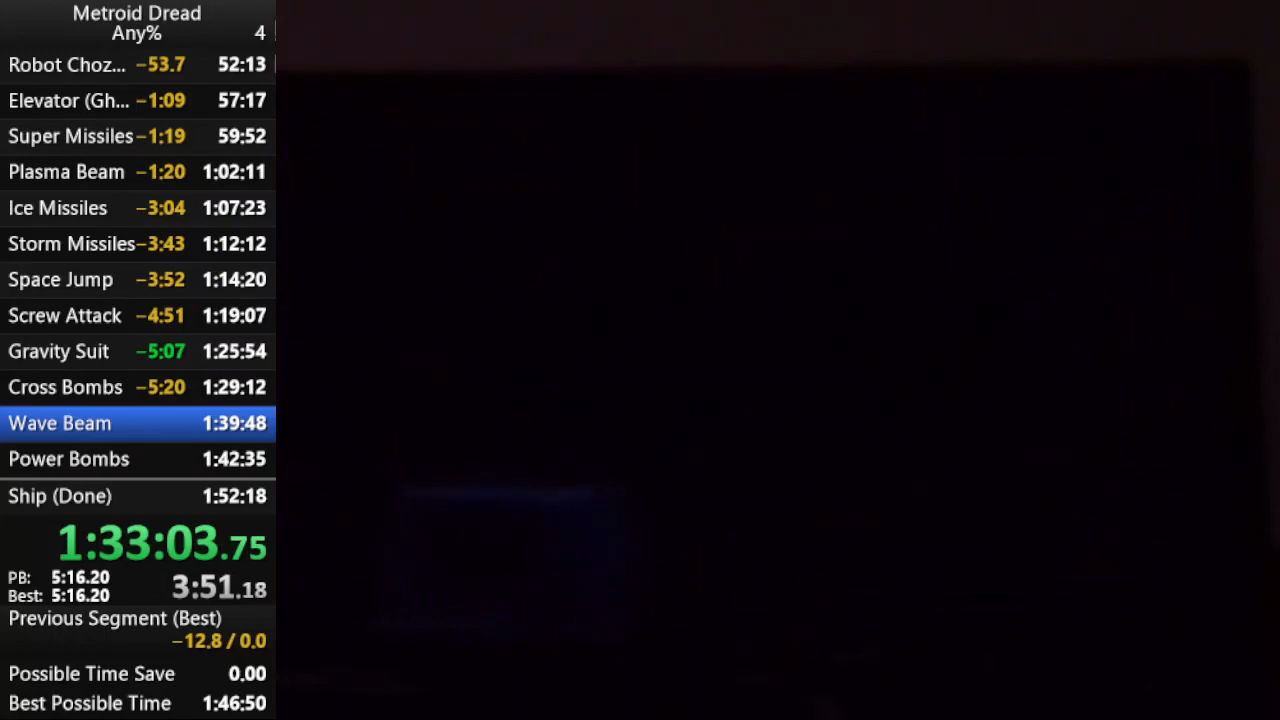 Metroid Dread
Any% 4
Robot Choz... −53.7 52:13
Elevator (Gh... −1:09 57:17
Super Missiles −1:19 59:52
Plasma Beam −1:20 1:02:11
Ice Missiles −3:04 1:07:23
Storm Missiles −3:43 1:12:12
Space Jump −3:52 1:14:20
Screw Attack −4:51 1:19:07
Gravity Suit −5:07 1:25:54
Cross Bombs −5:20 1:29:12
Wave Beam 1:39:48
Power Bombs 1:42:35
Ship (Done) 1:52:18
1:33:03.75
PB: 5:16.20 3:51.18
Best: 5:16.20
Previous Segment (Best)
−12.8 / 0.0
Possible Time Save 0.00
Best Possible Time 1:46:50